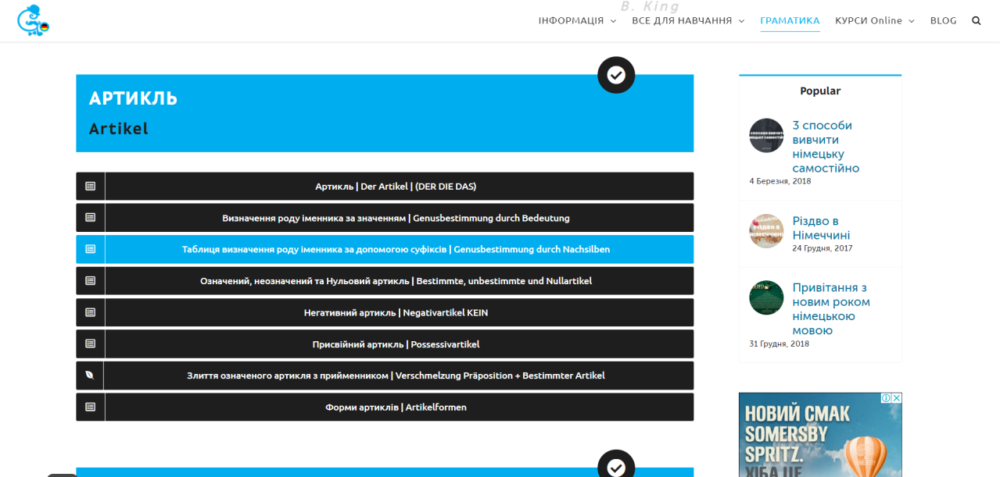 B. King
ІНФОРМАЦІЯ ВСЕ ДЛЯ НАВЧАННЯ ГРАМАТИКА КУРСИ Online BLOG
АРТИКЛЬ
Artikel
Артикль | Der Artikel | (DER DIE DAS)
Визначення роду іменника за значенням | Genusbestimmung durch Bedeutung
Таблиця визначення роду іменника за допомогою суфіксів | Genusbestimmung durch Nachsilben
Означений, неозначений та Нульовий артикль | Bestimmte, unbestimmte und Nullartikel
Негативний артикль | Negativartikel KEIN
Присвійний артикль | Possessivartikel
Злиття означеного артикля з прийменником | Verschmelzung Präposition + Bestimmter Artikel
Форми артиклів | Artikelformen
Popular
3 способи
вивчити
німецьку
самостійно
4 Березня, 2018
РІЗДВО В
НІМЕЧЧИНІ
Різдво в
Німеччині
24 Грудня, 2017
Привітання з
новим роком
німецькою
мовою
31 Грудня, 2018
НОВИЙ СМАК
SOMERSBY
SPRITZ.
ХІБА ЦЕ